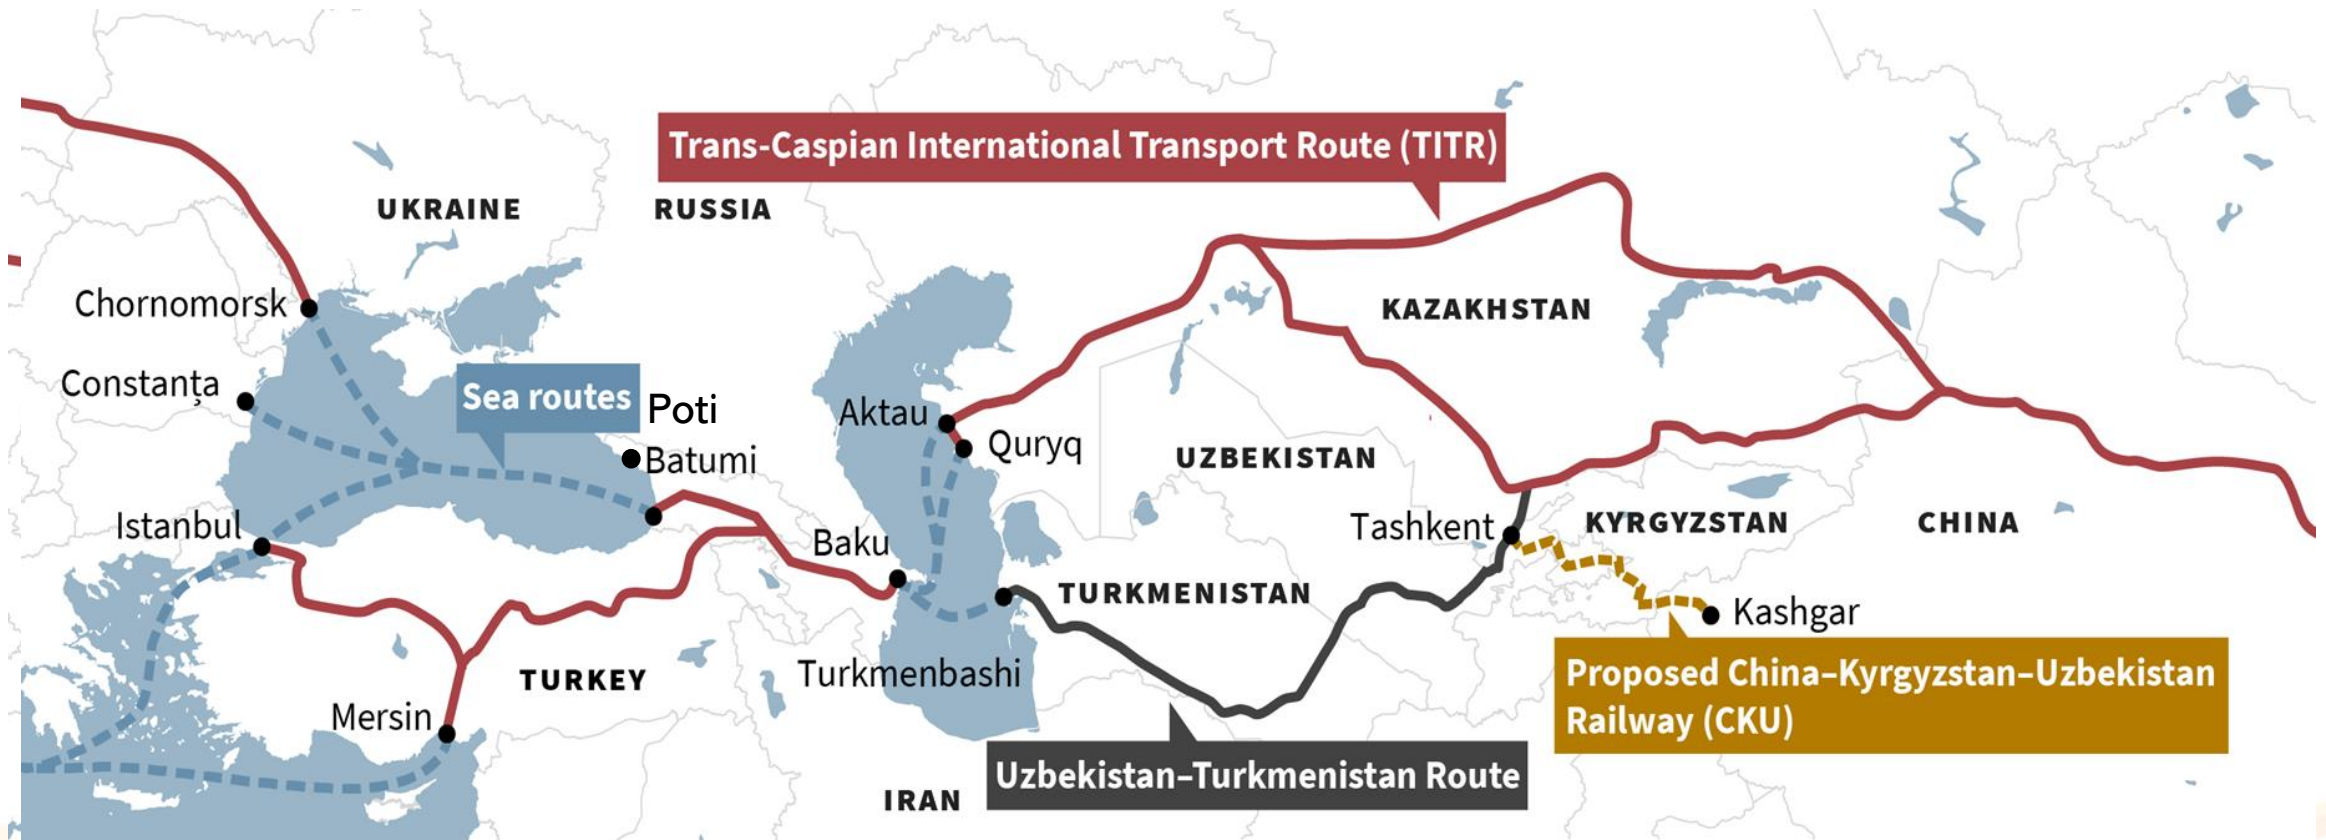 Trans-Caspian International Transport Route (TITR)
UKRAINE
RUSSIA
Chornomorsk
KAZAKHSTAN
Constanța
Sea routes
Poti
Aktau
Quryq
Batumi
UZBEKISTAN
Istanbul
Baku
Tashkent
KYRGYZSTAN
CHINA
TURKMENISTAN
Kashgar
TURKEY
Turkmenbashi
Mersin
Proposed China–Kyrgyzstan–Uzbekistan
Railway (CKU)
Uzbekistan–Turkmenistan Route
IRAN